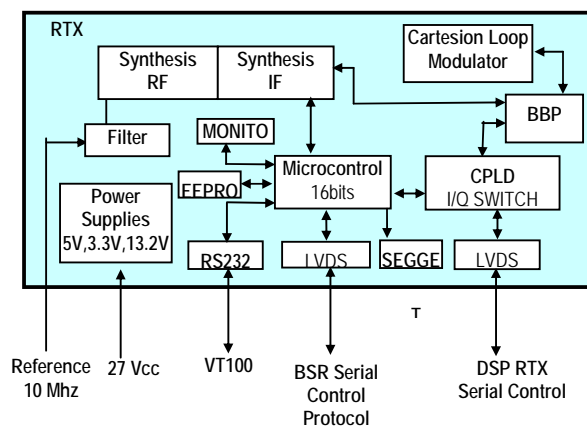 RTX
Synthesis
RF
Synthesis
IF
Cartesion Loop
Modulator
BBP
Filter
MONITO
Microcontrol
16bits
CPLD
I/Q SWITCH
EEPRO
Power
Supplies
5V,3.3V,13.2V
RS232
LVDS
SEGGE
LVDS
T
Reference
10 Mhz
27 Vcc
VT100
BSR Serial
Control
Protocol
DSP RTX
Serial Control